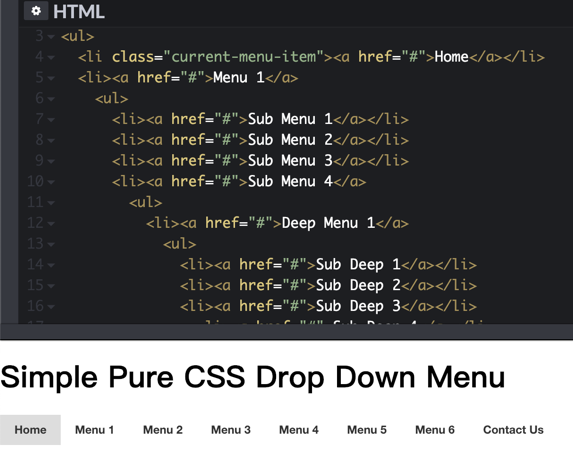 HTML
3 <ul>
4 <li class="current-menu-item"><a href="#">Home</a></li>
5 <li><a href="#">Menu 1</a>
6 <ul>
7 <li><a href="#">Sub Menu 1</a></li>
8 <li><a href="#">Sub Menu 2</a></li>
9 <li><a href="#">Sub Menu 3</a></li>
10 <li><a href="#">Sub Menu 4</a>
11 <ul>
12 <li><a href="#">Deep Menu 1</a>
13 <ul>
14 <li><a href="#">Sub Deep 1</a></li>
15 <li><a href="#">Sub Deep 2</a></li>
16 <li><a href="#">Sub Deep 3</a></li>
Simple Pure CSS Drop Down Menu
Home Menu 1 Menu 2 Menu 3 Menu 4 Menu 5 Menu 6 Contact Us